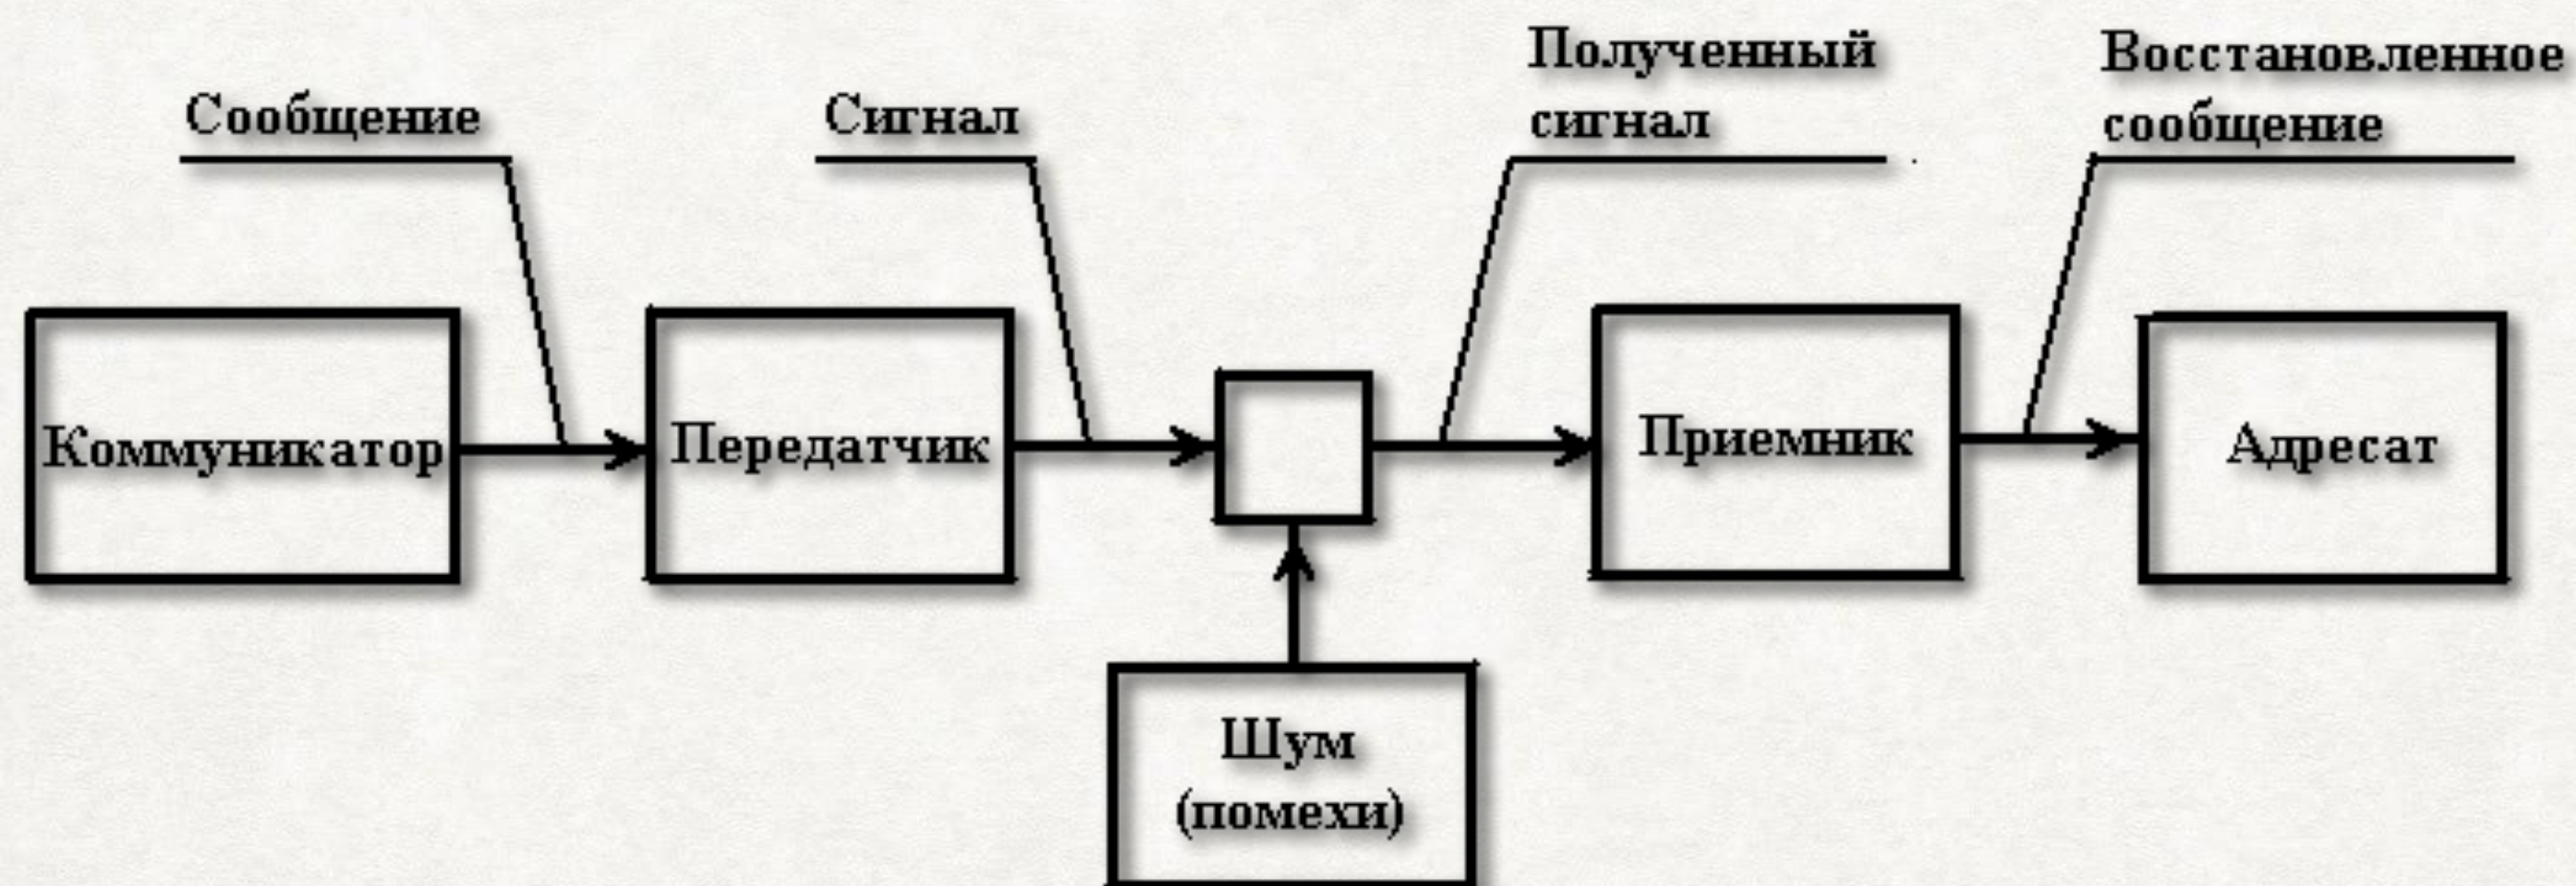 Сообщение
Сигнал
Полученный
сигнал
Восстановленное
сообщение
Коммуникатор
Передатчик
Приемник
Адресат
Шум
(помехи)